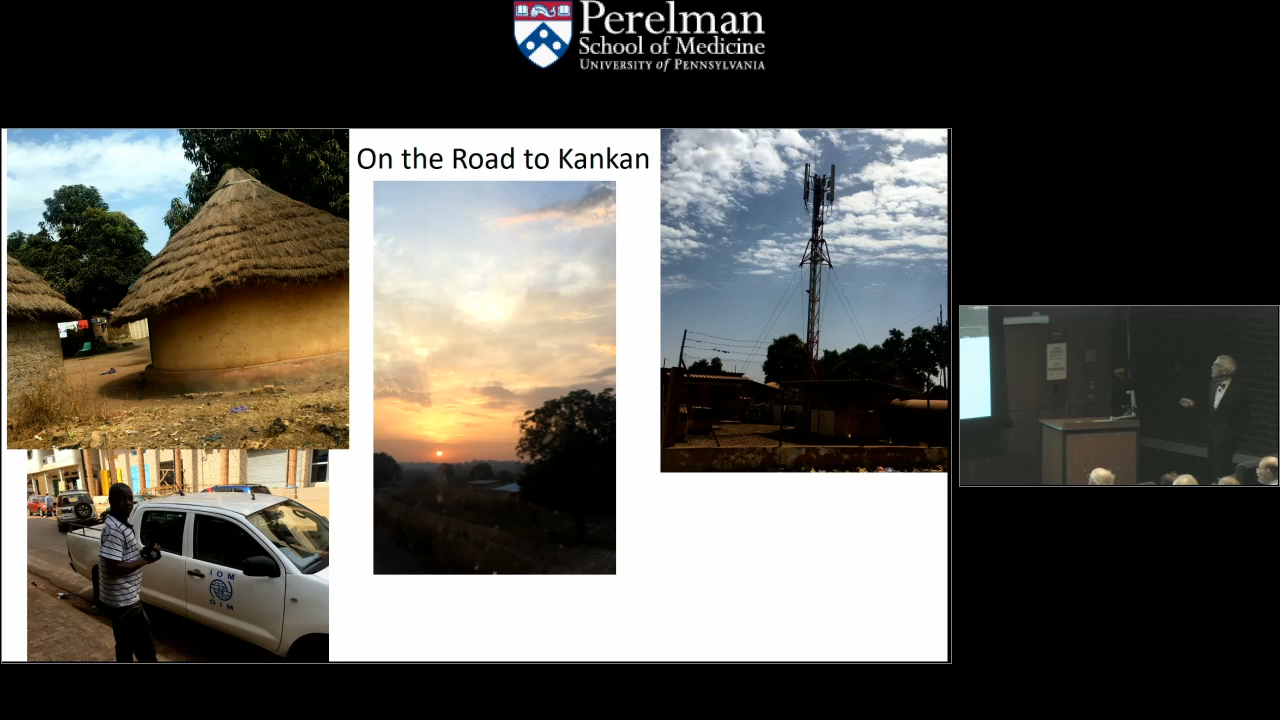 Perelman
School of Medicine
UNIVERSITY of PENNSYLVANIA
On the Road to Kankan
IOM
OIM